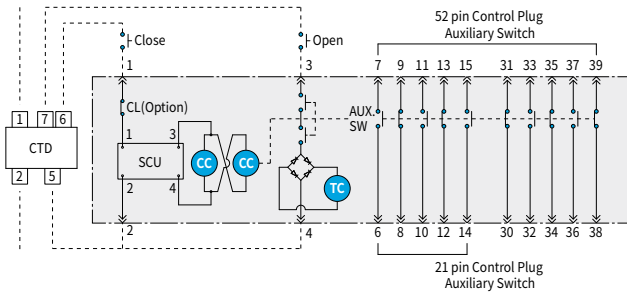 52 pin Control Plug
Auxiliary Switch
Close
Open
1
3
7
9
11
13
15
31
33
35
37
39
1
7
6
CTD
2
5
CL(Option)
1
3
SCU
2
4
CC
CC
TC
AUX.
SW
2
4
6
8
10
12
14
30
32
34
36
38
21 pin Control Plug
Auxiliary Switch